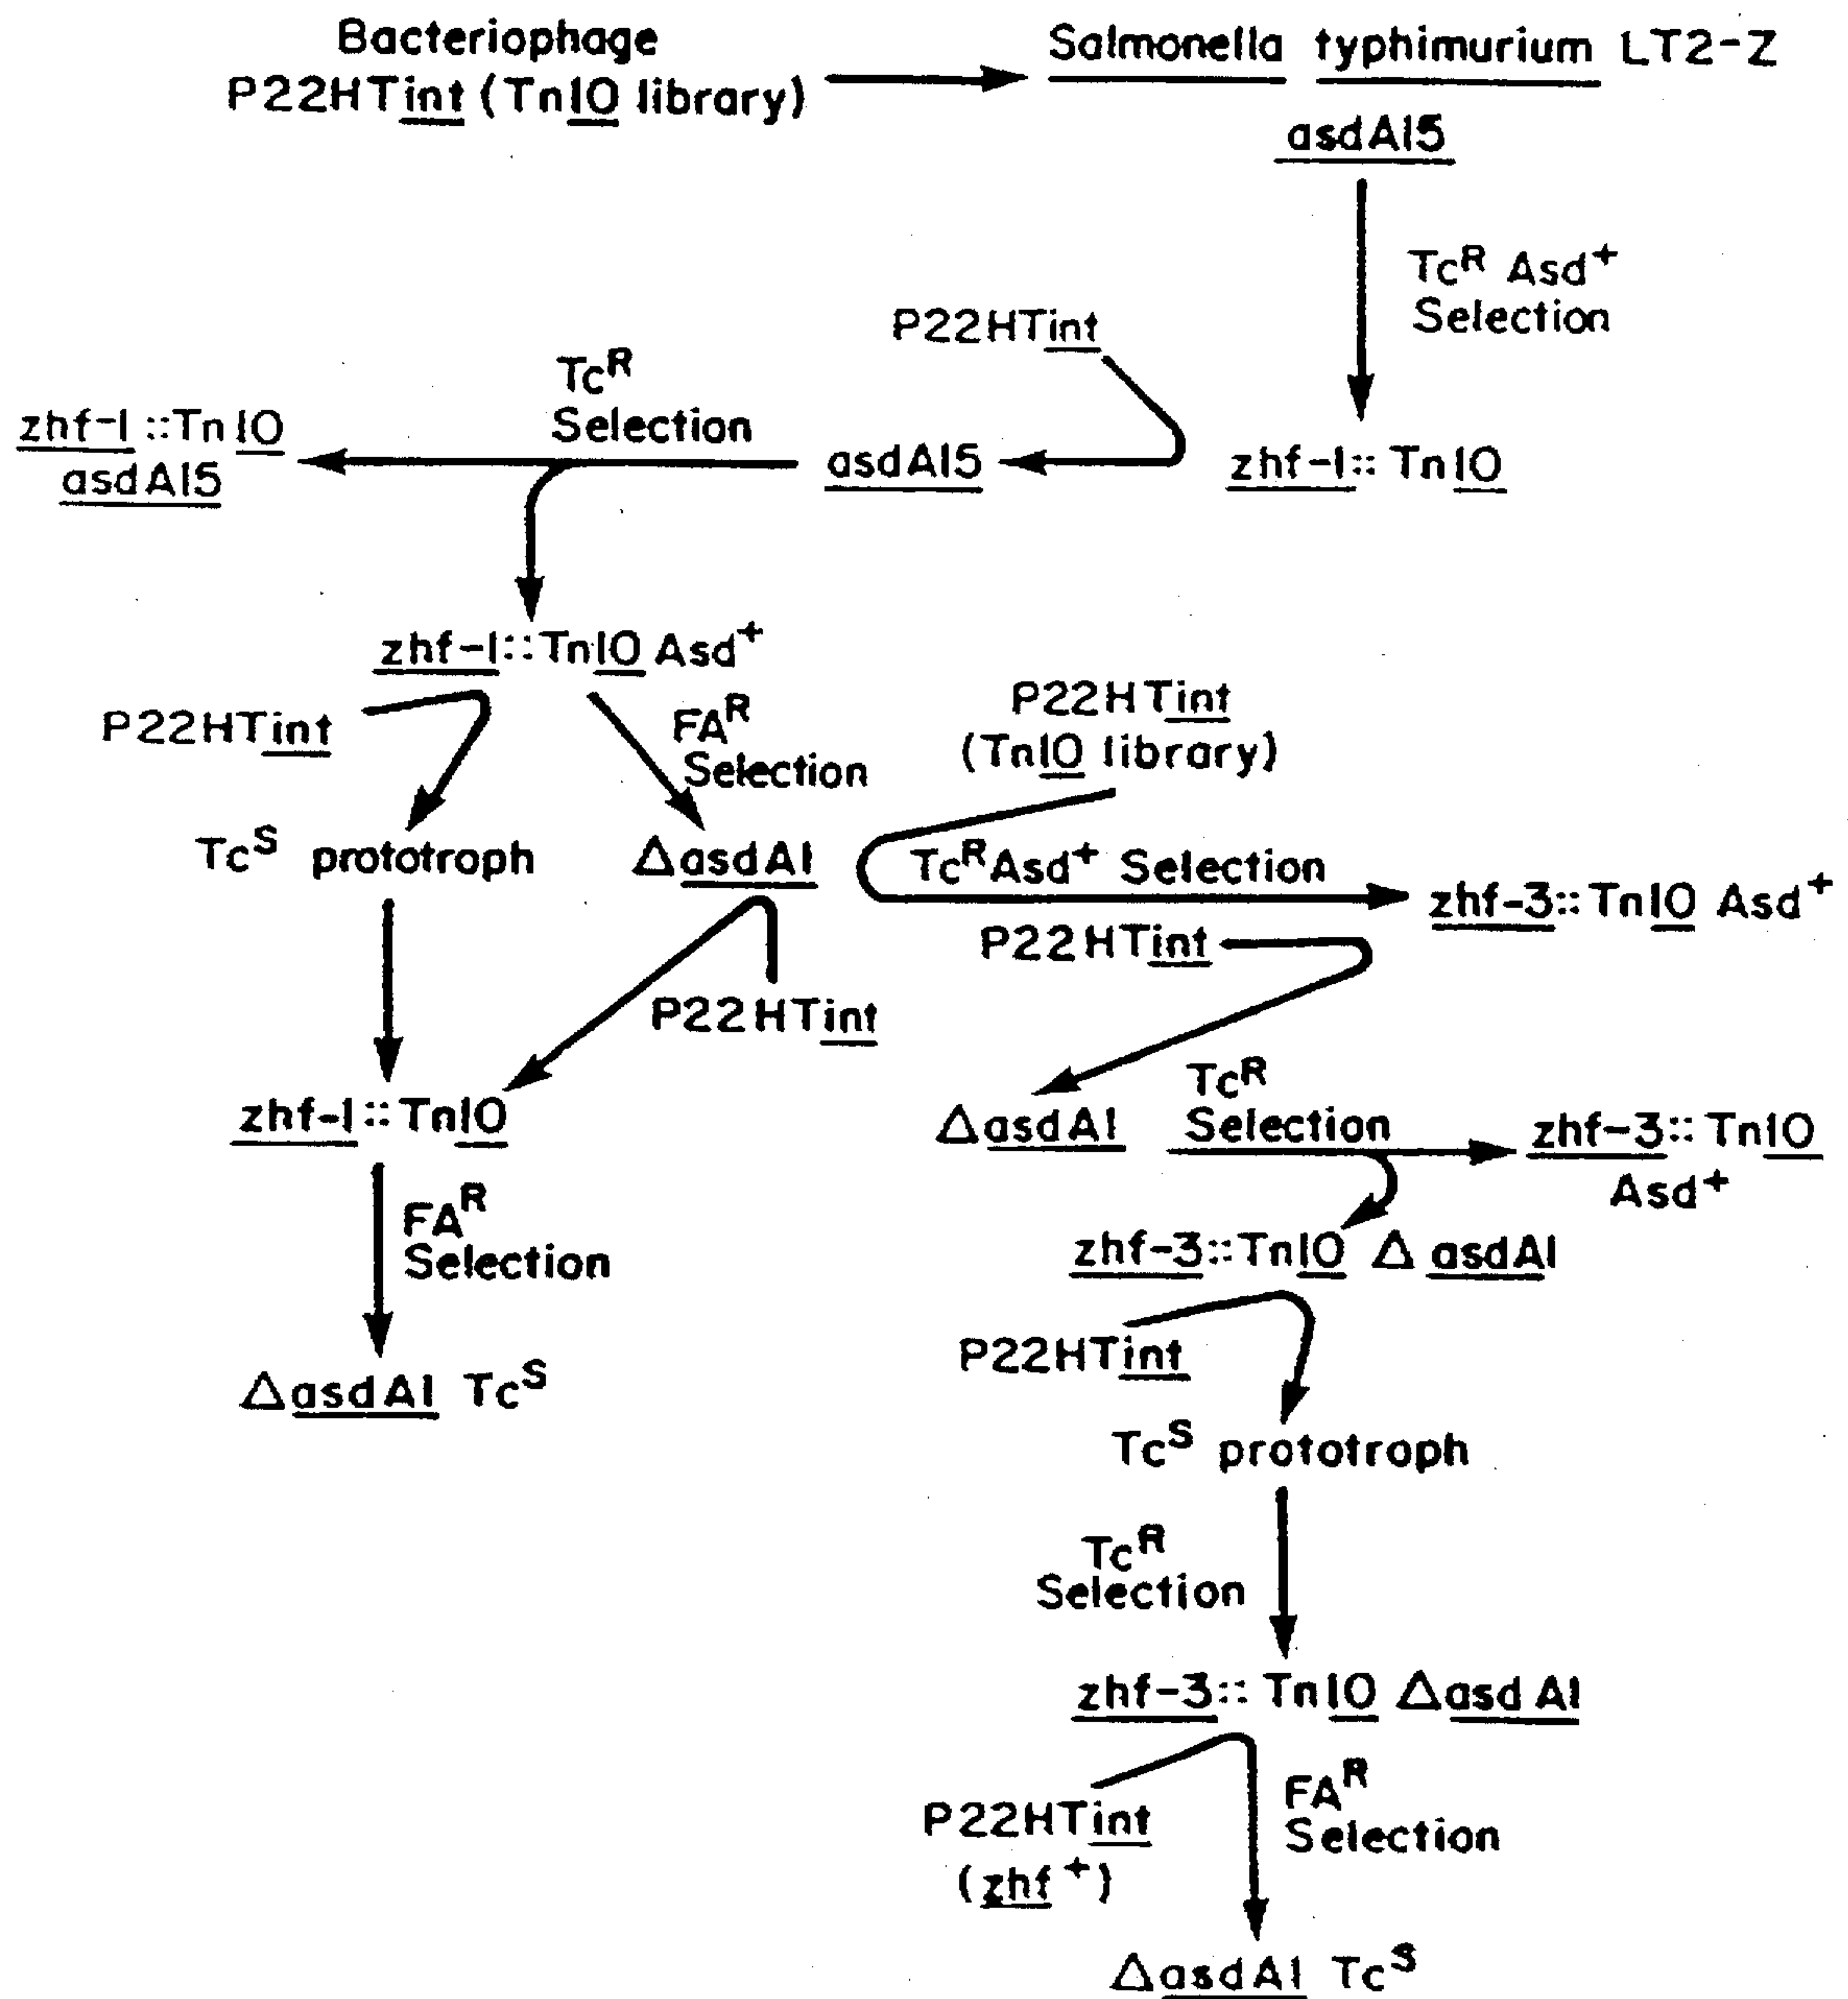 Bacteriophage
P22HTint (Tn10 library)
Salmonella typhimurium LT2-Z
asdA15
TcR Asd+
Selection
P22HTint
TcR
Selection
zhf-1::Tn10
asdA15
asdA15
zhf-1::Tn10
zhf-1::Tn10 Asd+
P22HTint
FAR
Selection
P22HTint
(Tn10 library)
TcS prototroph
ΔasdA1
TcR Asd+ Selection
zhf-3::Tn10 Asd+
P22HTint
P22HTint
zhf-1::Tn10
ΔasdA1
TcR
Selection
zhf-3::Tn10
Asd+
FAR
Selection
zhf-3::Tn10 ΔasdA1
P22HTint
ΔasdA1 TcS
TcS prototroph
TcR
Selection
zhf-3::Tn10 ΔasdA1
P22HTint
(zhf+)
FAR
Selection
ΔasdA1 TcS